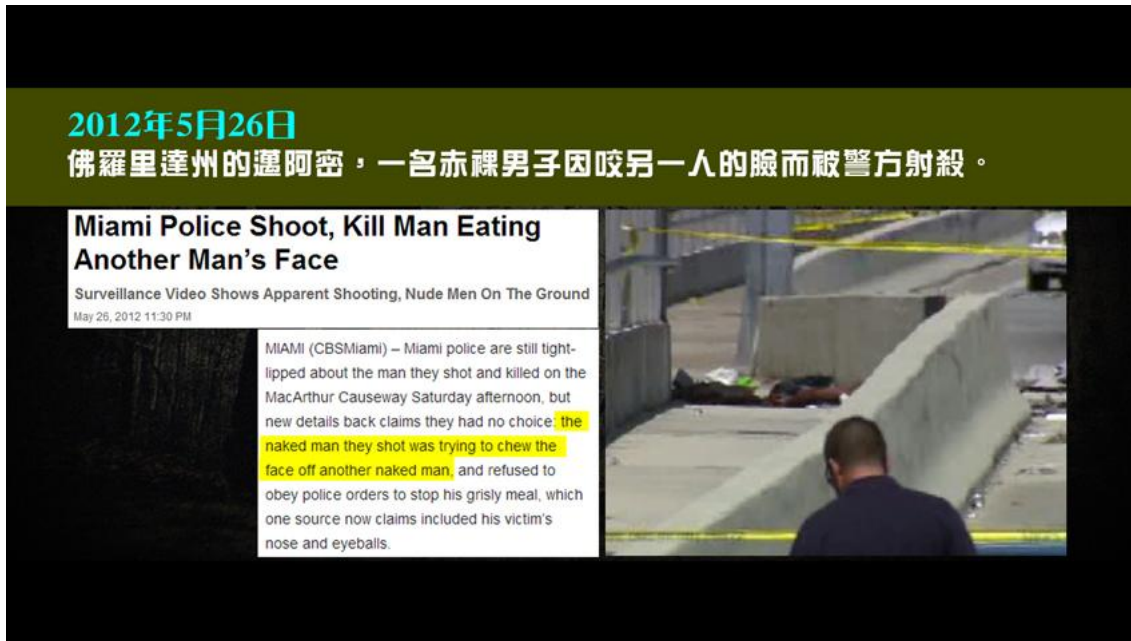 2012年5月26日
佛羅里達州的邁阿密，一名赤裸男子因咬另一人的臉而被警方射殺。
Miami Police Shoot, Kill Man Eating
Another Man's Face
Surveillance Video Shows Apparent Shooting, Nude Men On The Ground
May 26, 2012 11:30 PM
MIAMI (CBSMiami) – Miami police are still tight-
lipped about the man they shot and killed on the
MacArthur Causeway Saturday afternoon, but
new details back claims they had no choice: the
naked man they shot was trying to chew the
face off another naked man, and refused to
obey police orders to stop his grisly meal, which
one source now claims included his victim's
nose and eyeballs.